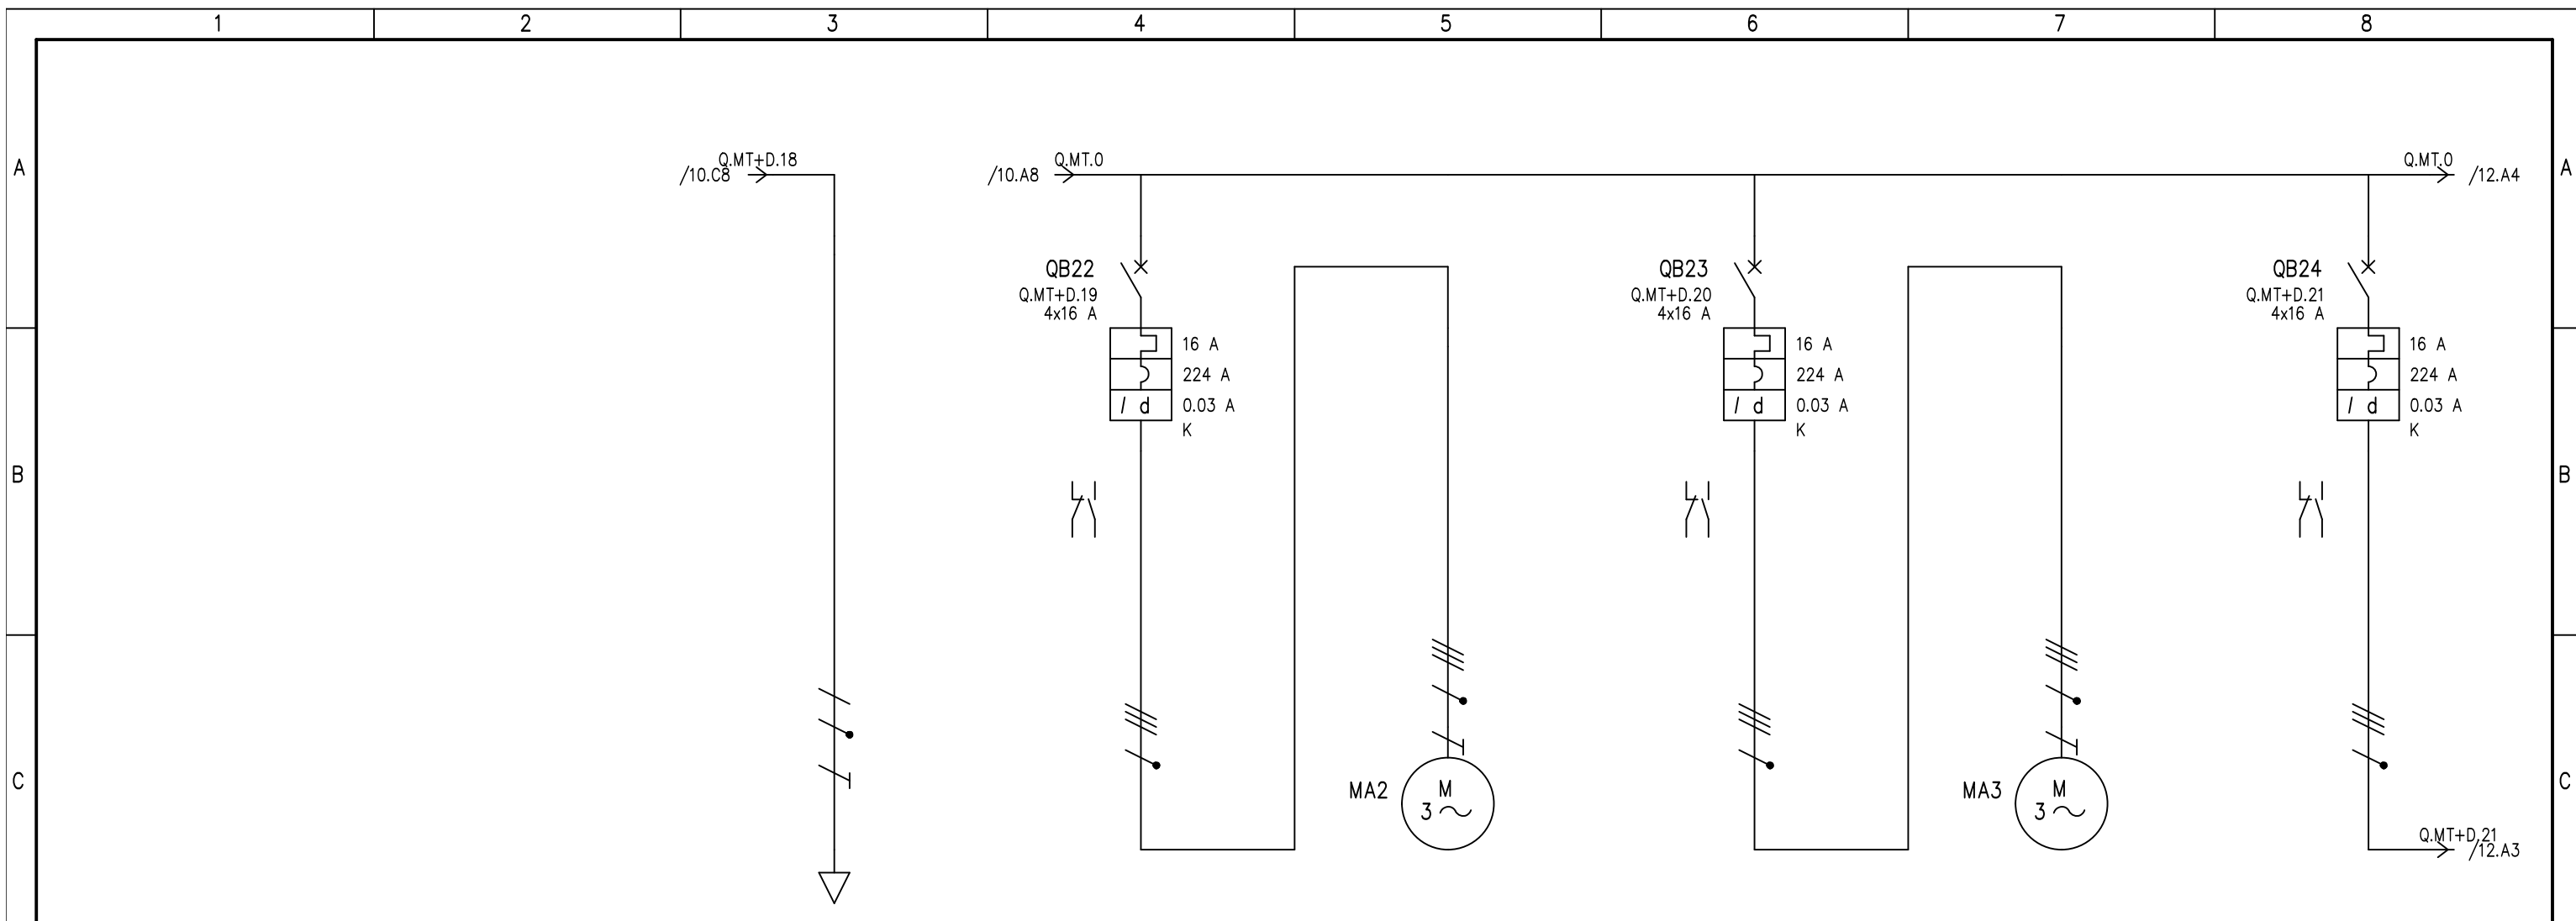 1 2 3 4 5 6 7 8
A A
Q.MT+D.18
/10.C8
Q.MT.0
/10.A8
Q.MT.0
/12.A4
QB22
Q.MT+D.19
4x16 A
16 A
224 A
I d 0.03 A
K
QB23
Q.MT+D.20
4x16 A
16 A
224 A
I d 0.03 A
K
QB24
Q.MT+D.21
4x16 A
16 A
224 A
I d 0.03 A
K
B B
C C
MA2
M
3
MA3
M
3
Q.MT+D.21
/12.A3